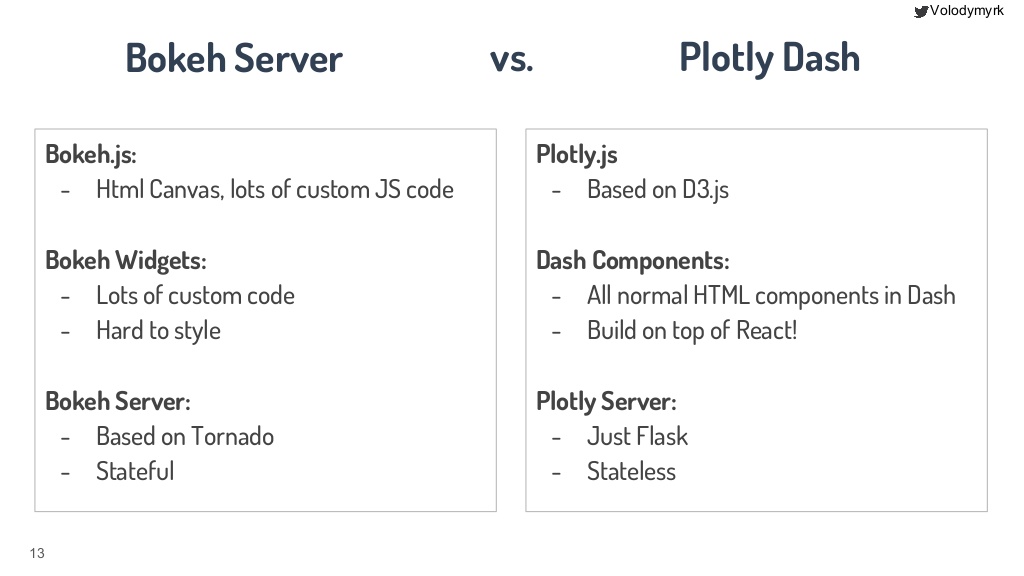 Volodymyrk
Bokeh Server vs. Plotly Dash
Bokeh.js:
- Html Canvas, lots of custom JS code
Bokeh Widgets:
- Lots of custom code
- Hard to style
Bokeh Server:
- Based on Tornado
- Stateful
Plotly.js
- Based on D3.js
Dash Components:
- All normal HTML components in Dash
- Build on top of React!
Plotly Server:
- Just Flask
- Stateless
13